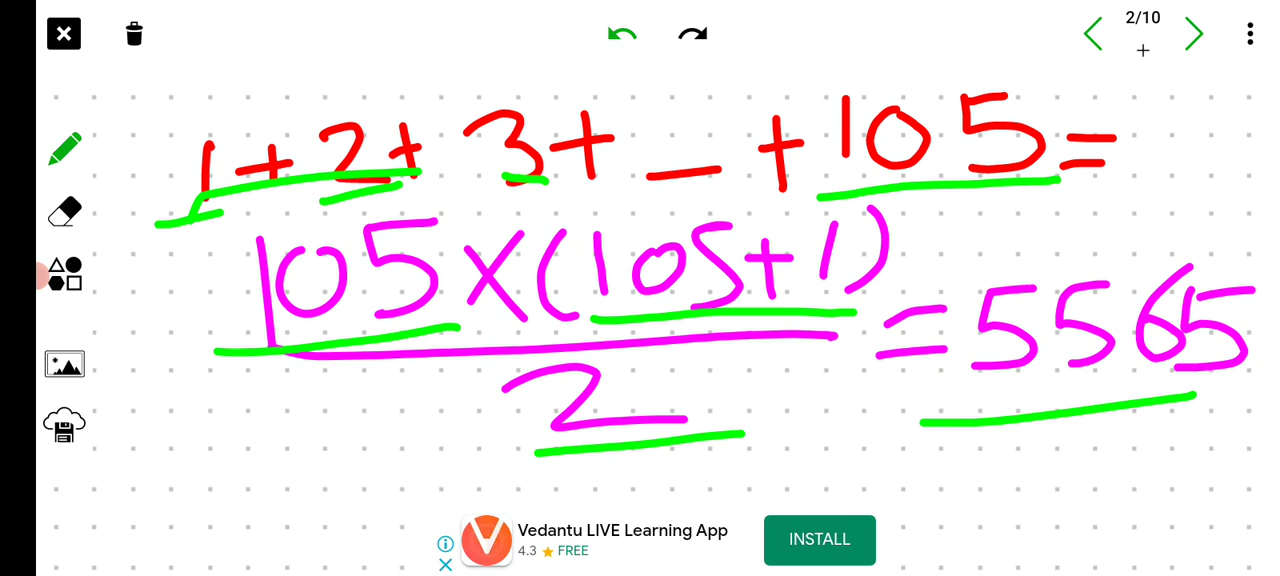 2/10
+
1 + 2 + 3 + _ + 105 =
105 × (105 + 1)
= 5565
2
Vedantu LIVE Learning App
4.3 ★ FREE
INSTALL